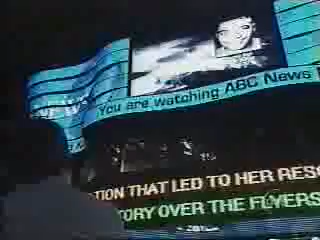 You are watching ABC News
TION THAT LED TO HER RESC
TORY OVER THE FLYERS